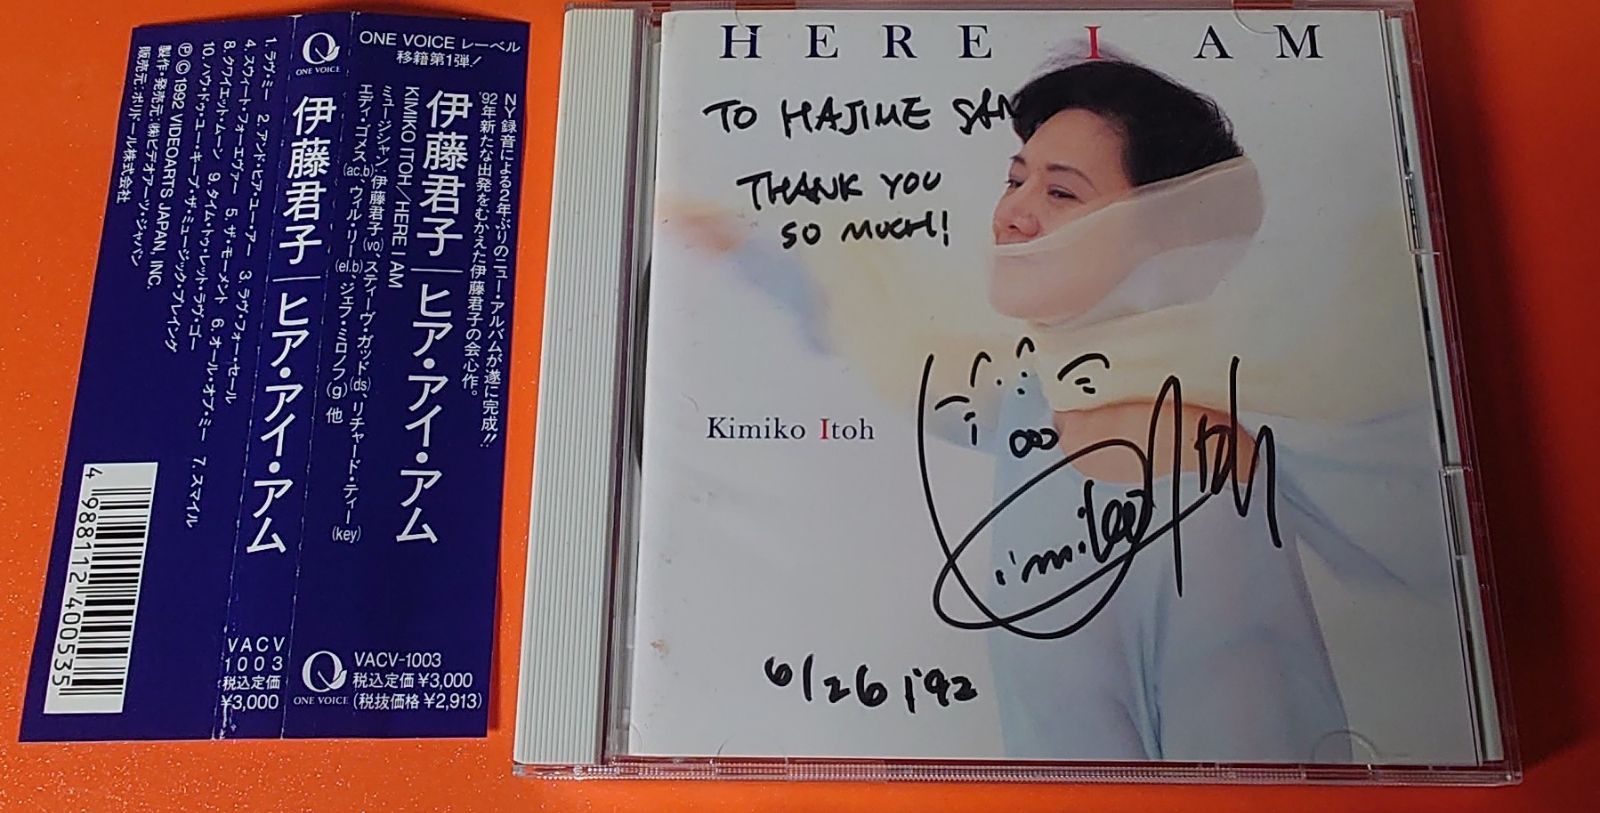 ONE VOICE レーベル
移籍第1弾!
NY録音による2年ぶりのニュー・アルバムが遂に完成!!
'92年新たな出発をむかえた伊藤君子の会心作。
伊藤君子|ヒア・アイ・アム
KIMIKO ITOH/HERE I AM
ミュージシャン:伊藤君子(vo)、スティーヴ・ガッド(ds)、リチャード・ティー(key)
エディ・ゴメス(ac.b)、ウィル・リー(el.b)、ジェフ・ミロノフ(g)他
ONE VOICE
VACV-1003
税込定価¥3,000
(税抜価格¥2,913)
ONE VOICE
伊藤君子|ヒア・アイ・アム
VACV
1003
税込定価
¥3,000
1. ラヴ・ミー 2. アンド・ヒア・ユー・アー 3. ラヴ・フォー・セール
4. スウィート・フォーエヴァー 5. ザ・モーメント 6. オール・オブ・ミー 7. スマイル
8. クワイエット・ムーン 9. タイム・トゥ・レット・ラヴ・ゴー
10. ハウ・ドゥ・ユー・キープ・ザ・ミュージック・プレイング
Ⓟ © 1992 VIDEOARTS JAPAN, INC.
製作・発売元:㈱ビデオアーツ・ジャパン
販売元:ポリドール株式会社
4 988112 400535
HERE I AM
TO HAJIME SAN
THANK YOU
SO MUCH!
Kimiko Itoh
Kimiko Itoh
6/26/'92